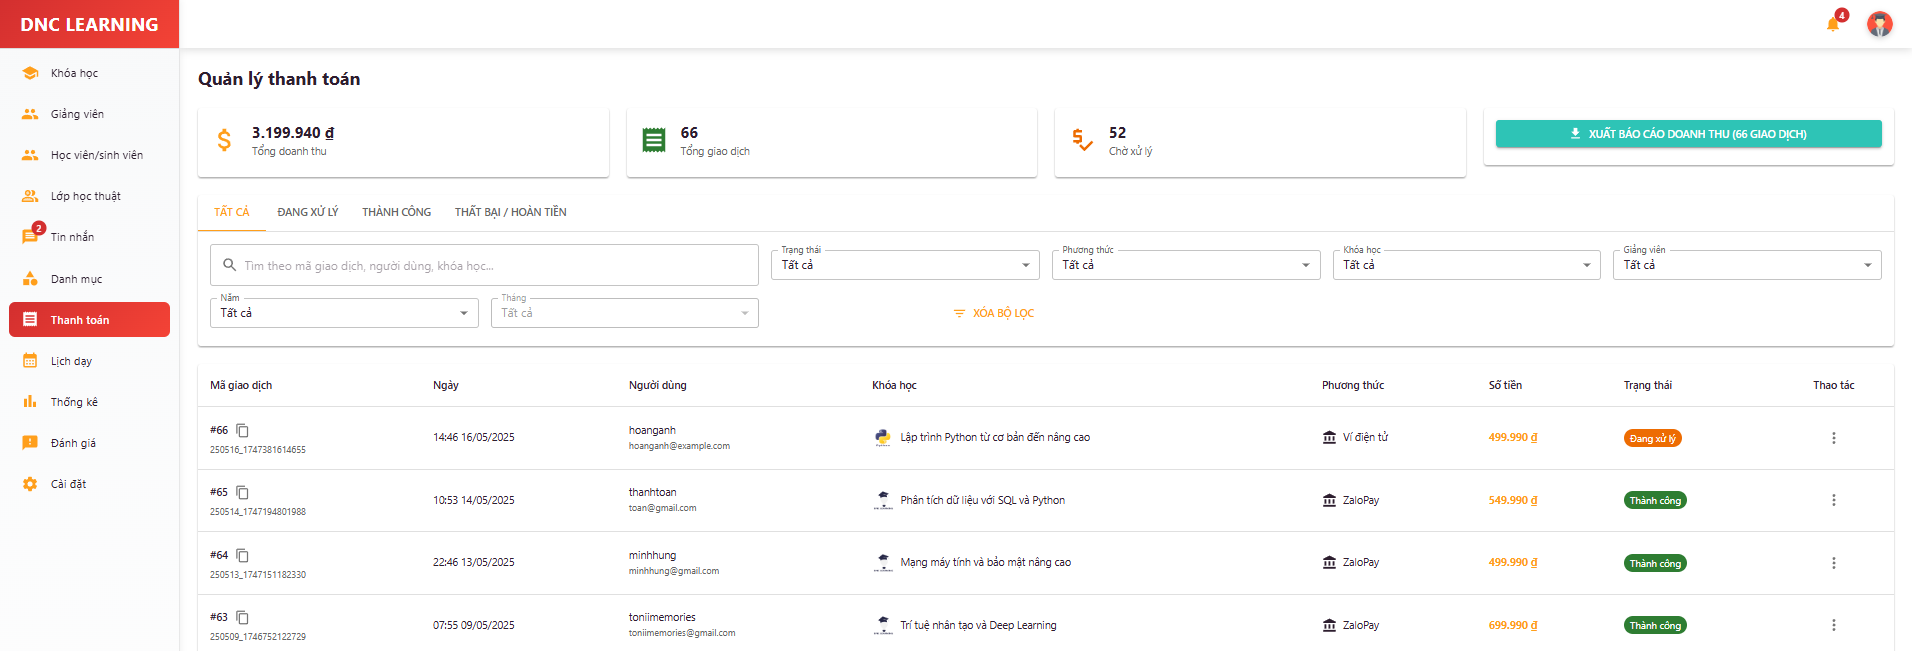 DNC LEARNING
4
Khóa học
Giảng viên
Học viên/sinh viên
Lớp học thuật
2
Tin nhắn
Danh mục
Thanh toán
Lịch dạy
Thống kê
Đánh giá
Cài đặt
Quản lý thanh toán
3.199.940 ₫
Tổng doanh thu
66
Tổng giao dịch
52
Chờ xử lý
XUẤT BÁO CÁO DOANH THU (66 GIAO DỊCH)
TẤT CẢ ĐANG XỬ LÝ THÀNH CÔNG THẤT BẠI / HOÀN TIỀN
Tìm theo mã giao dịch, người dùng, khóa học...
Trạng thái
Tất cả
Phương thức
Tất cả
Khóa học
Tất cả
Giảng viên
Tất cả
Năm
Tất cả
Tháng
Tất cả
XÓA BỘ LỌC
Mã giao dịch Ngày Người dùng Khóa học Phương thức Số tiền Trạng thái Thao tác
#66
250516_1747381614655
14:46 16/05/2025
hoanganh
hoanganh@example.com
Lập trình Python từ cơ bản đến nâng cao
Ví điện tử
499.990 ₫
Đang xử lý
#65
250514_1747194801988
10:53 14/05/2025
thanhtoan
toan@gmail.com
Phân tích dữ liệu với SQL và Python
ZaloPay
549.990 ₫
Thành công
#64
250513_1747151182330
22:46 13/05/2025
minhhung
minhhung@gmail.com
Mạng máy tính và bảo mật nâng cao
ZaloPay
499.990 ₫
Thành công
#63
250509_1746752122729
07:55 09/05/2025
toniimemories
toniimemories@gmail.com
Trí tuệ nhân tạo và Deep Learning
ZaloPay
699.990 ₫
Thành công